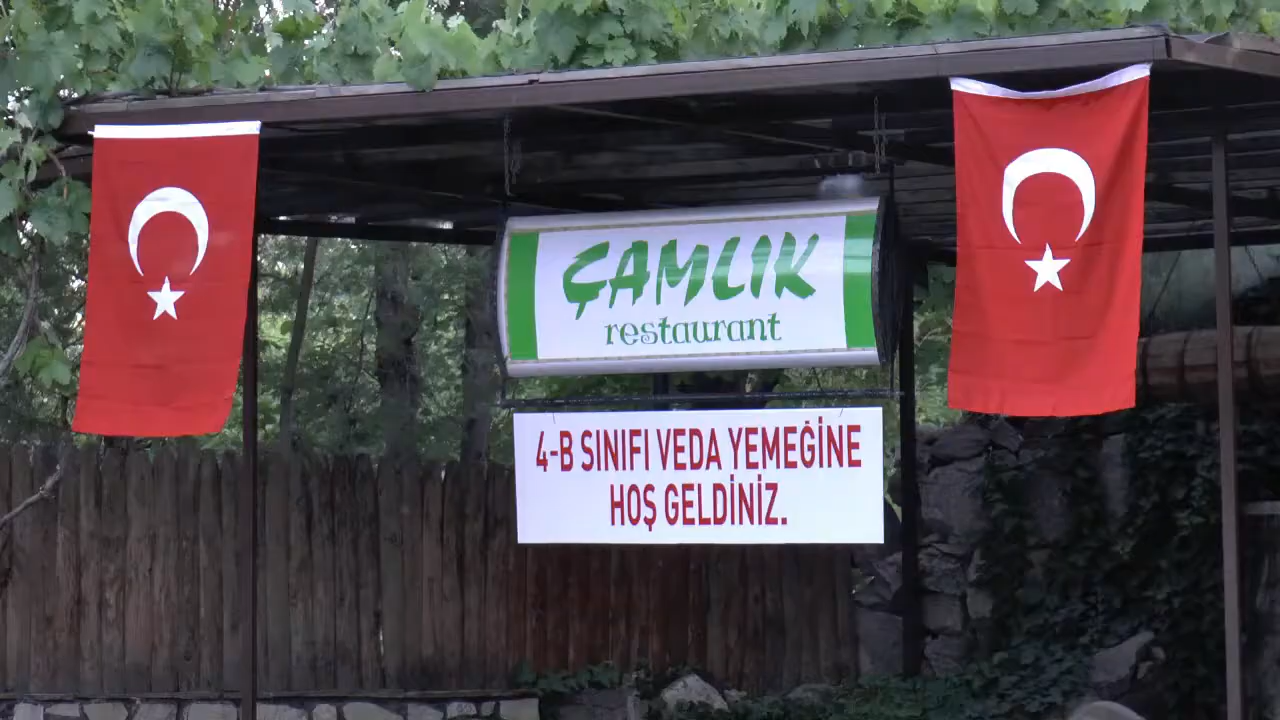 ÇAMLIK
restaurant
4-B SINIFI VEDA YEMEĞİNE
HOŞ GELDİNİZ.